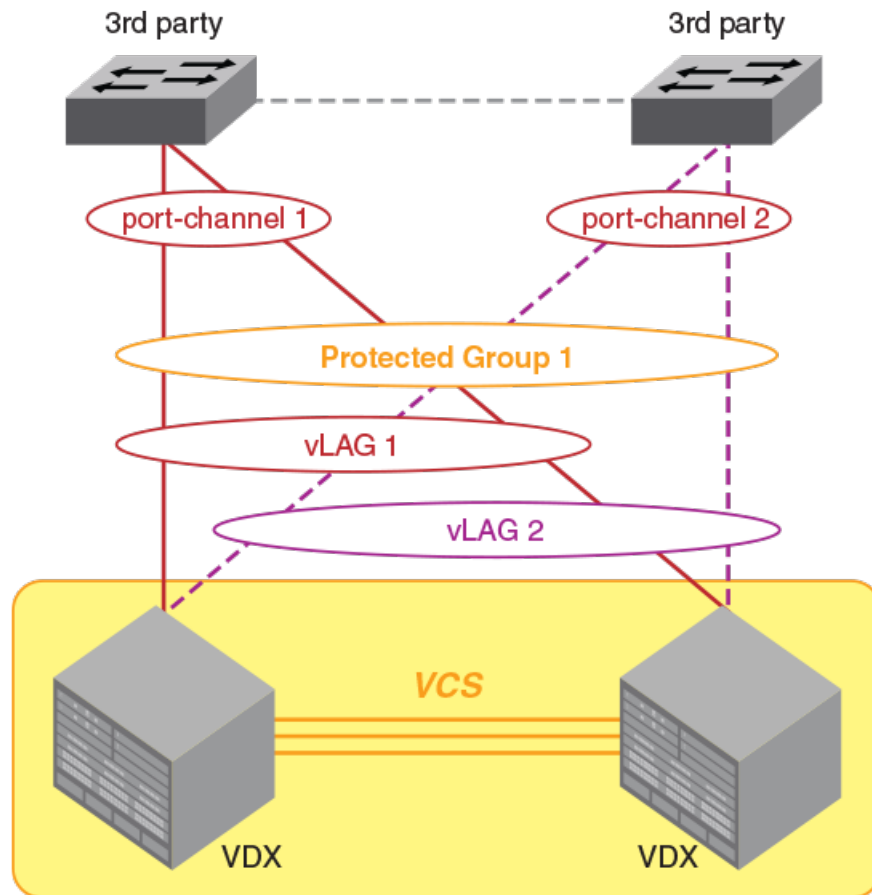 3rd party
3rd party
port-channel 1
port-channel 2
Protected Group 1
vLAG 1
vLAG 2
VCS
VDX
VDX